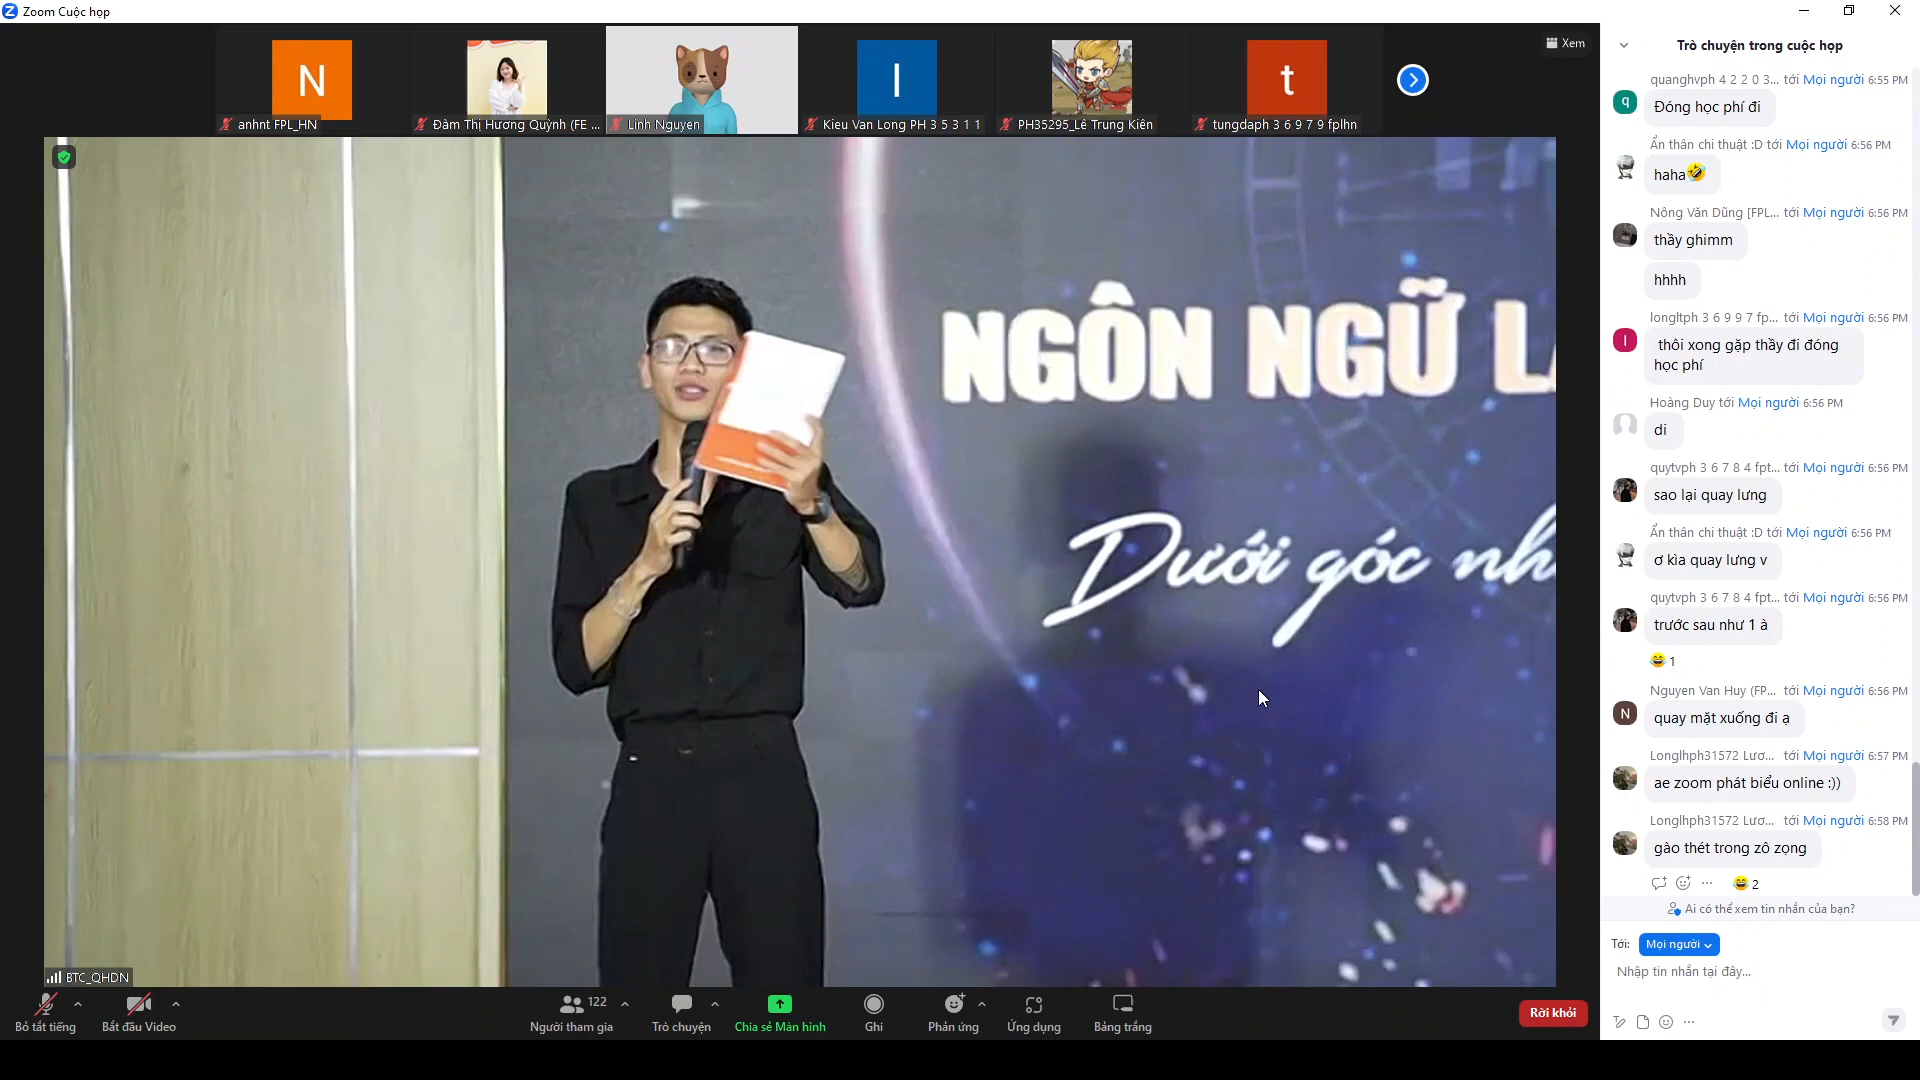 Zoom Cuộc họp
N
I
t
Xem
anhnt FPL_HN
Đàm Thị Hương Quỳnh (FE ...
Linh Nguyen
Kieu Van Long PH 3 5 3 1 1
PH35295_Lê Trung Kiên
tungdaph 3 6 9 7 9 fplhn
NGÔN NGỮ L
Dưới góc nh
BTC_QHDN
Bỏ tắt tiếng
Bắt đầu Video
122
Người tham gia
Trò chuyện
Chia sẻ Màn hình
Ghi
Phản ứng
Ứng dụng
Bảng trắng
Rời khỏi
Trò chuyện trong cuộc họp
quanghvph 4 2 2 0 3... tới Mọi người 6:55 PM
q
Đóng học phí đi
Ẩn thân chi thuật :D tới Mọi người 6:56 PM
haha🤣
Nông Văn Dũng [FPL... tới Mọi người 6:56 PM
thầy ghimm
hhhh
longltph 3 6 9 9 7 fp... tới Mọi người 6:56 PM
l
thôi xong gặp thầy đi đóng
học phí
Hoàng Duy tới Mọi người 6:56 PM
di
quytvph 3 6 7 8 4 fpt... tới Mọi người 6:56 PM
sao lại quay lưng
Ẩn thân chi thuật :D tới Mọi người 6:56 PM
ơ kìa quay lưng v
quytvph 3 6 7 8 4 fpt... tới Mọi người 6:56 PM
trước sau như 1 à
😂 1
Nguyen Van Huy (FP... tới Mọi người 6:56 PM
N
quay mặt xuống đi ạ
Longlhph31572 Lươ... tới Mọi người 6:57 PM
ae zoom phát biểu online :))
Longlhph31572 Lươ... tới Mọi người 6:58 PM
gào thét trong zô zọng
😂 2
Ai có thể xem tin nhắn của bạn?
Tới: Mọi người
Nhập tin nhắn tại đây...